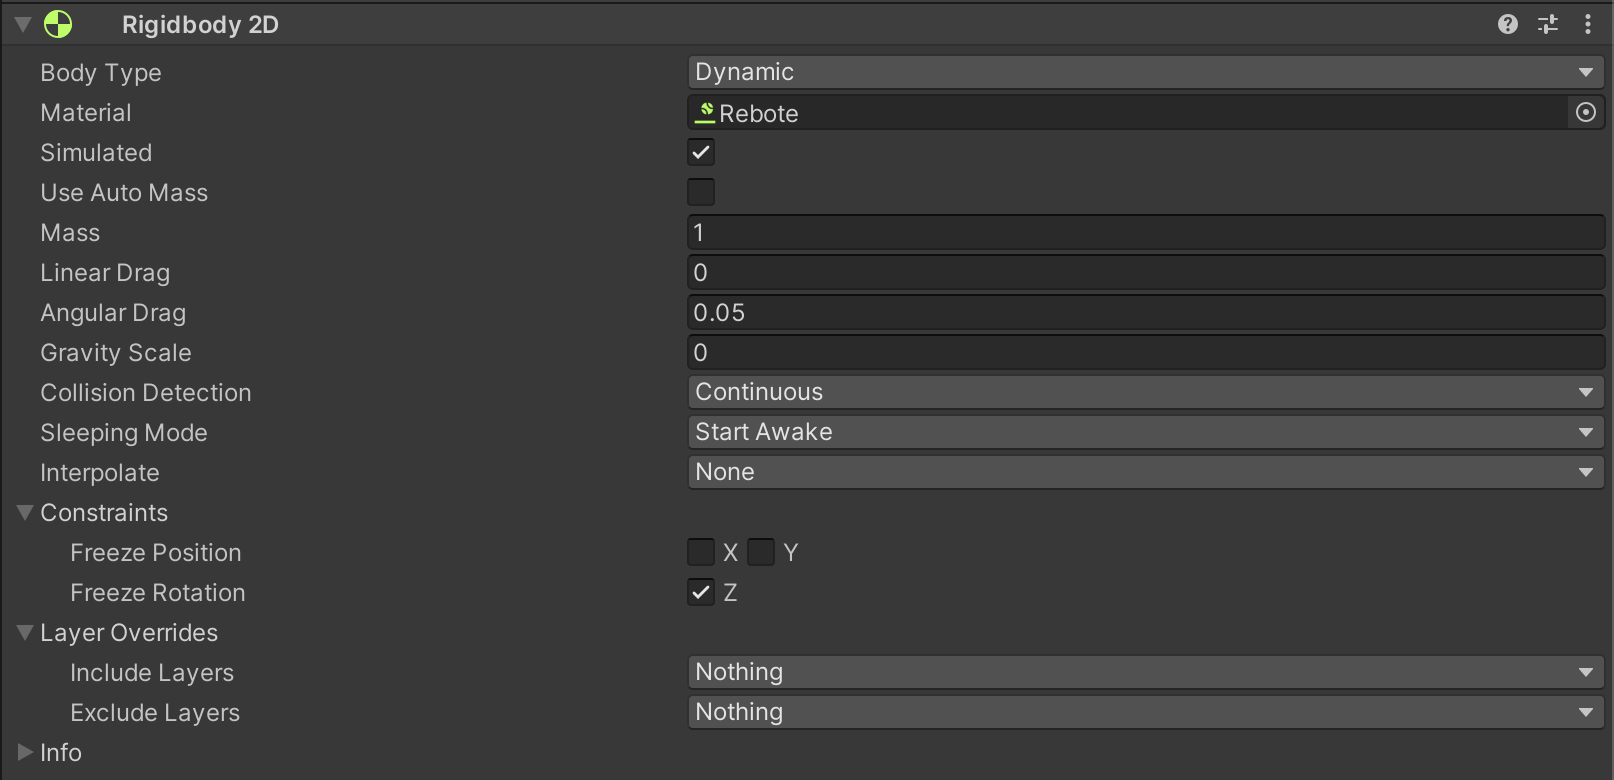 Rigidbody 2D
Body Type Dynamic
Material Rebote
Simulated
Use Auto Mass
Mass 1
Linear Drag 0
Angular Drag 0.05
Gravity Scale 0
Collision Detection Continuous
Sleeping Mode Start Awake
Interpolate None
Constraints
Freeze Position X Y
Freeze Rotation Z
Layer Overrides
Include Layers Nothing
Exclude Layers Nothing
Info